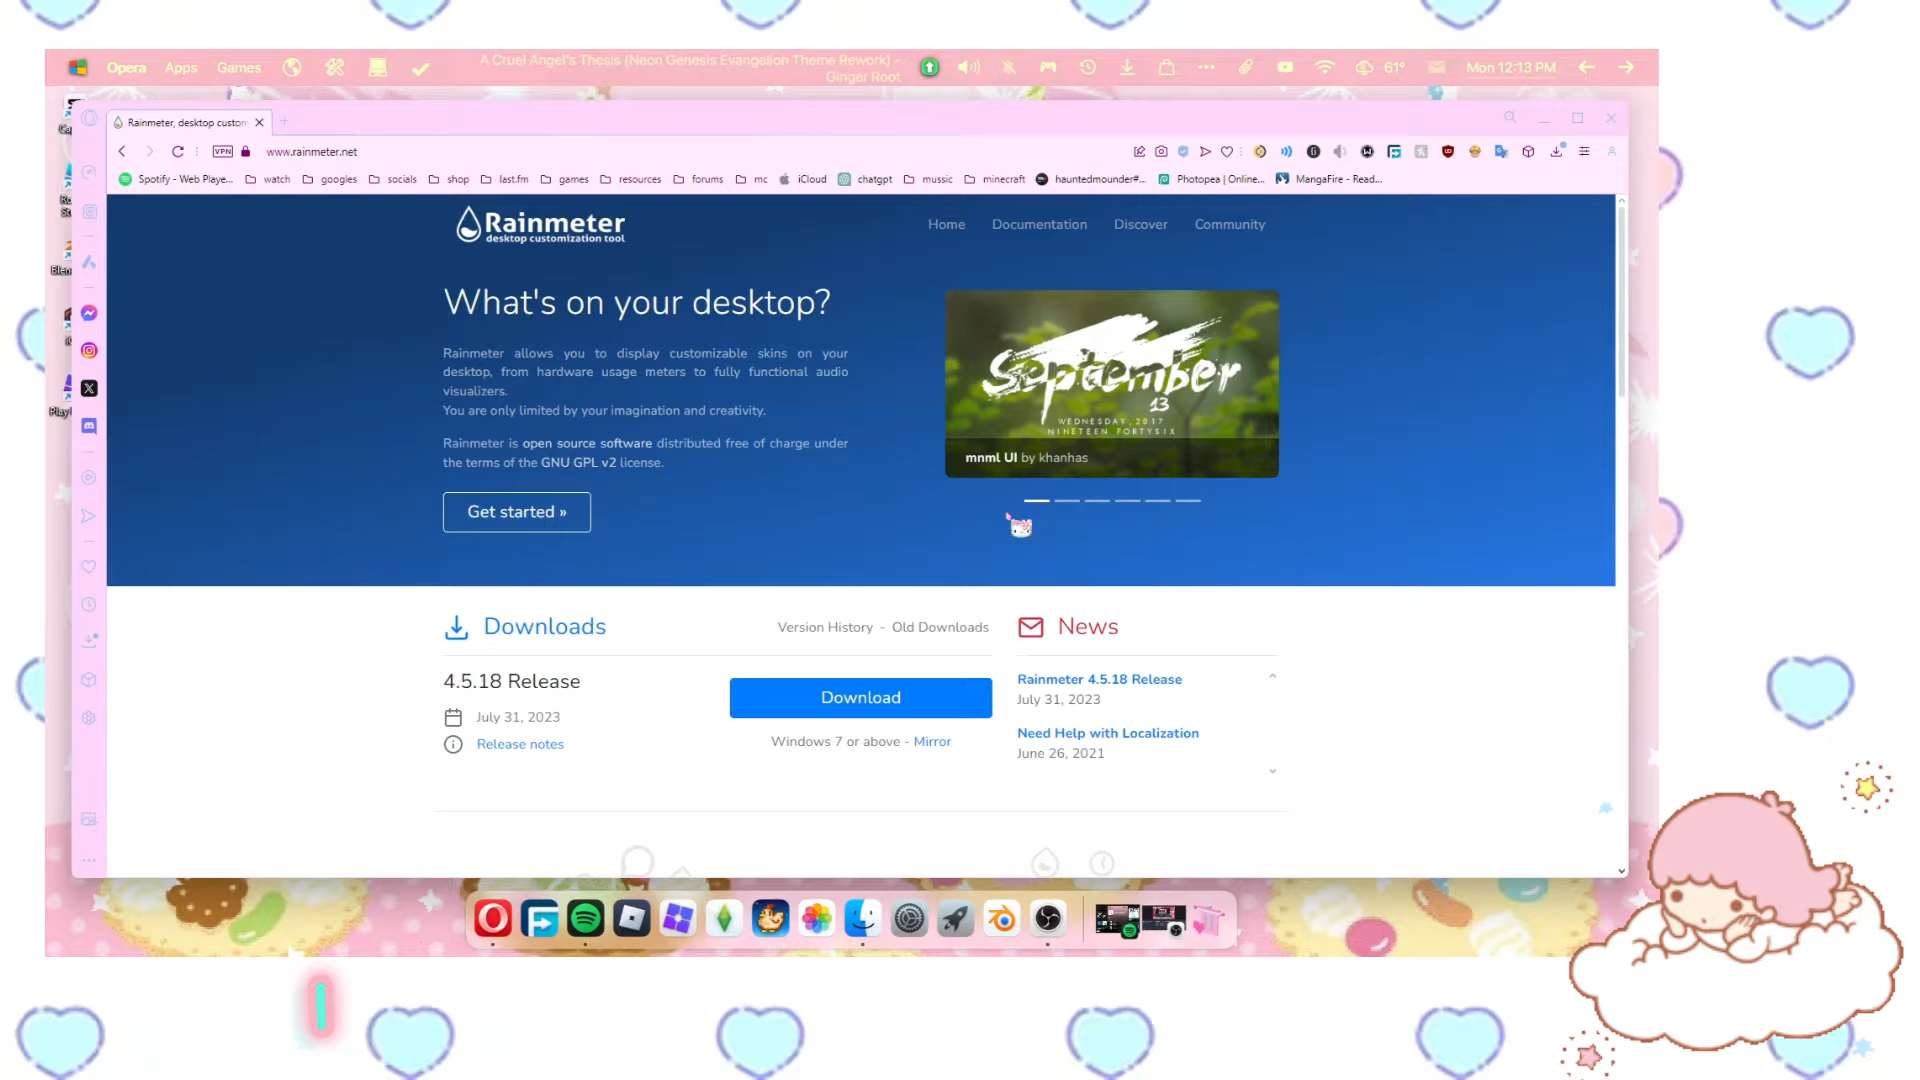 Opera Apps Games
A Cruel Angel's Thesis (Neon Genesis Evangelion Theme Rework) -
Ginger Root
61° Mon 12:13 PM
Rainmeter, desktop custom
VPN www.rainmeter.net
Spotify - Web Playe... watch googles socials shop last.fm games resources forums mc iCloud chatgpt mussic minecraft hauntedmounder#... Photopea | Online... MangaFire - Read...
Rainmeter
desktop customization tool
Home Documentation Discover Community
What's on your desktop?
Rainmeter allows you to display customizable skins on your
desktop, from hardware usage meters to fully functional audio
visualizers.
You are only limited by your imagination and creativity.
Rainmeter is open source software distributed free of charge under
the terms of the GNU GPL v2 license.
Get started »
September
13
WEDNESDAY, 2017
NINETEEN FORTYSIX
mnml UI by khanhas
Downloads
Version History - Old Downloads
4.5.18 Release
July 31, 2023
Release notes
Download
Windows 7 or above - Mirror
News
Rainmeter 4.5.18 Release
July 31, 2023
Need Help with Localization
June 26, 2021